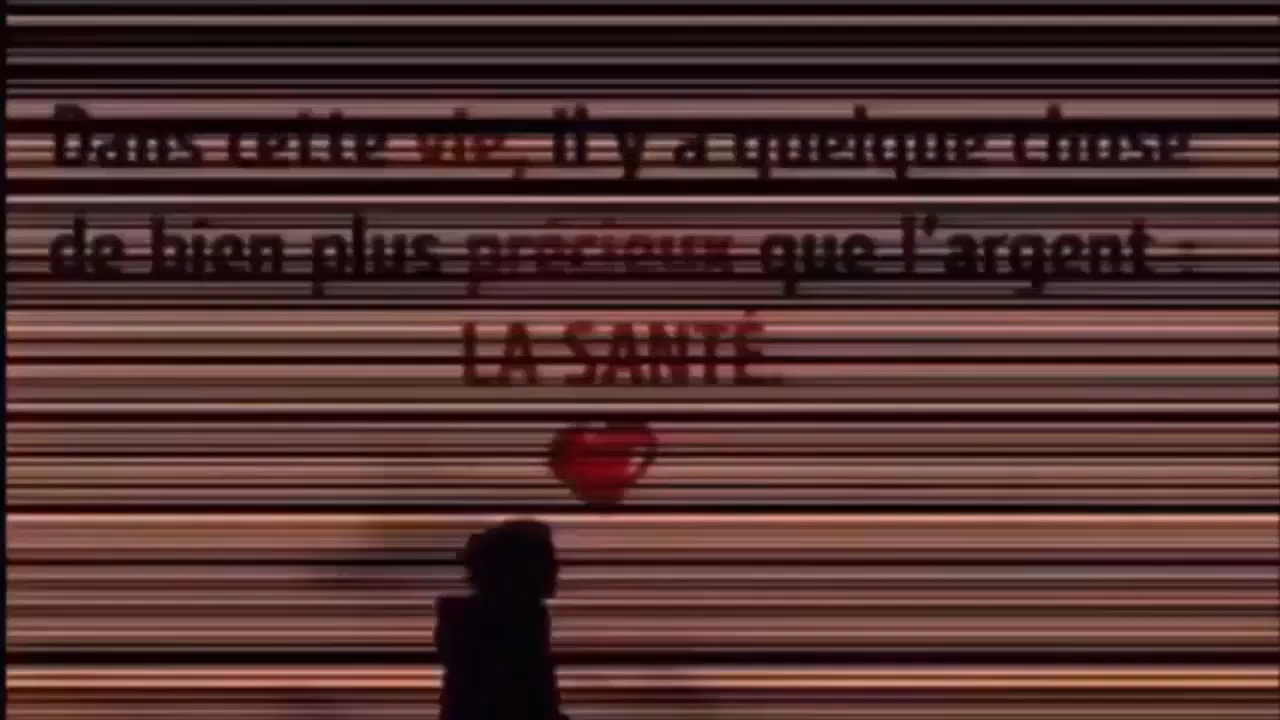 Dans cette vie, il y a quelque chose
de bien plus précieux que l'argent :
LA SANTÉ.